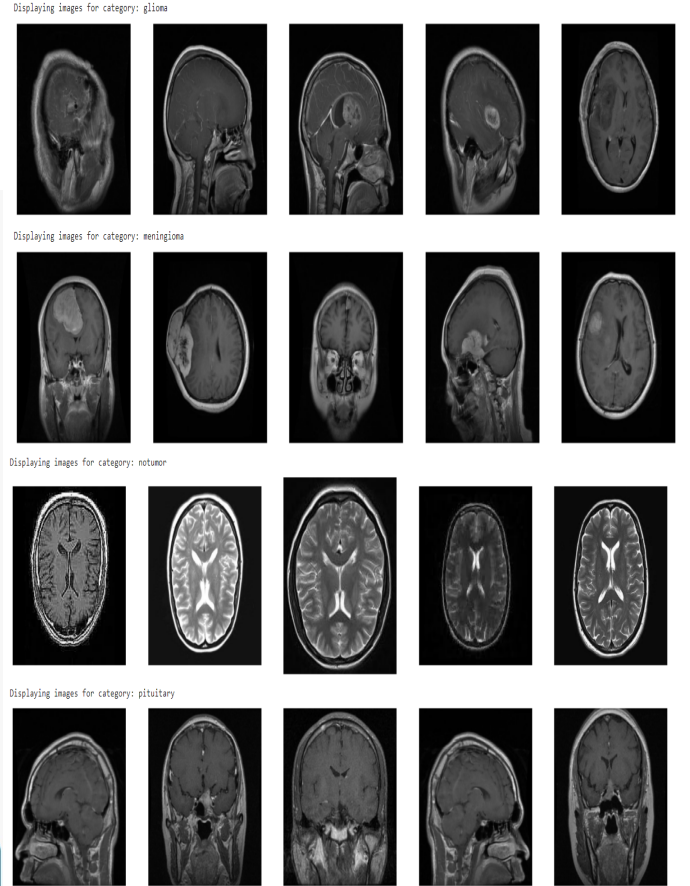 Displaying images for category: glioma
Displaying images for category: meningioma
Displaying images for category: notumor
Displaying images for category: pituitary